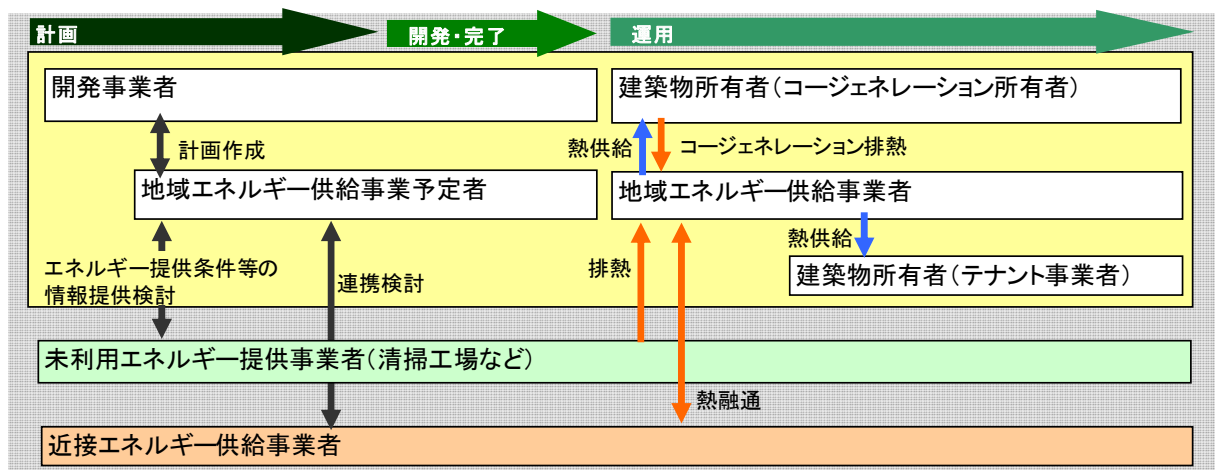 計画
開発・完了
運用
開発事業者
建築物所有者（コージェネレーション所有者）
計画作成
熱供給
コージェネレーション排熱
地域エネルギー供給事業予定者
地域エネルギー供給事業者
熱供給
エネルギー提供条件等の
情報提供検討
連携検討
排熱
建築物所有者（テナント事業者）
未利用エネルギー提供事業者（清掃工場など）
熱融通
近接エネルギー供給事業者